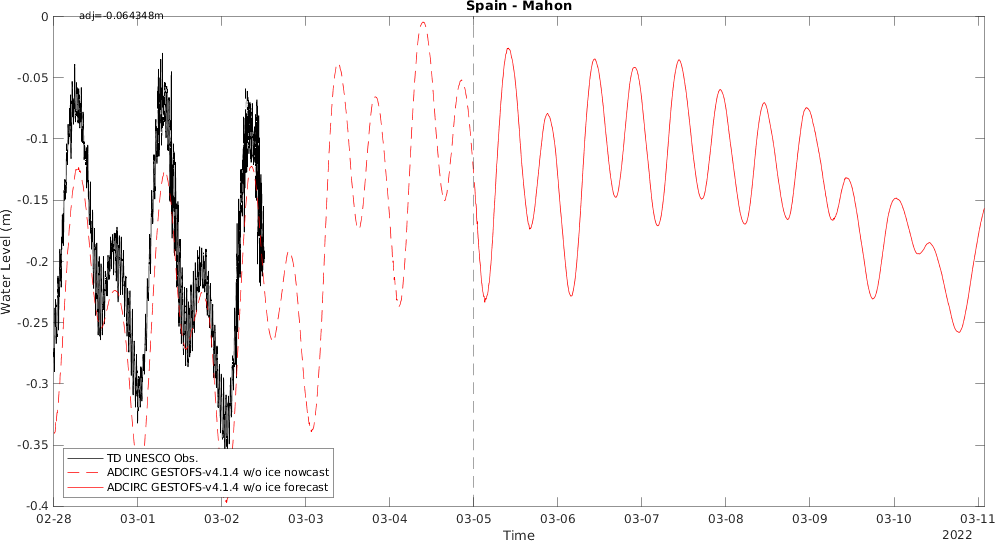 Spain - Mahon
adj=-0.064348m
0
-0.05
-0.1
-0.15
-0.2
-0.25
-0.3
-0.35
-0.4
Water Level (m)
TD UNESCO Obs.
ADCIRC GESTOFS-v4.1.4 w/o ice nowcast
ADCIRC GESTOFS-v4.1.4 w/o ice forecast
02-28 03-01 03-02 03-03 03-04 03-05 03-06 03-07 03-08 03-09 03-10 03-11
Time
2022